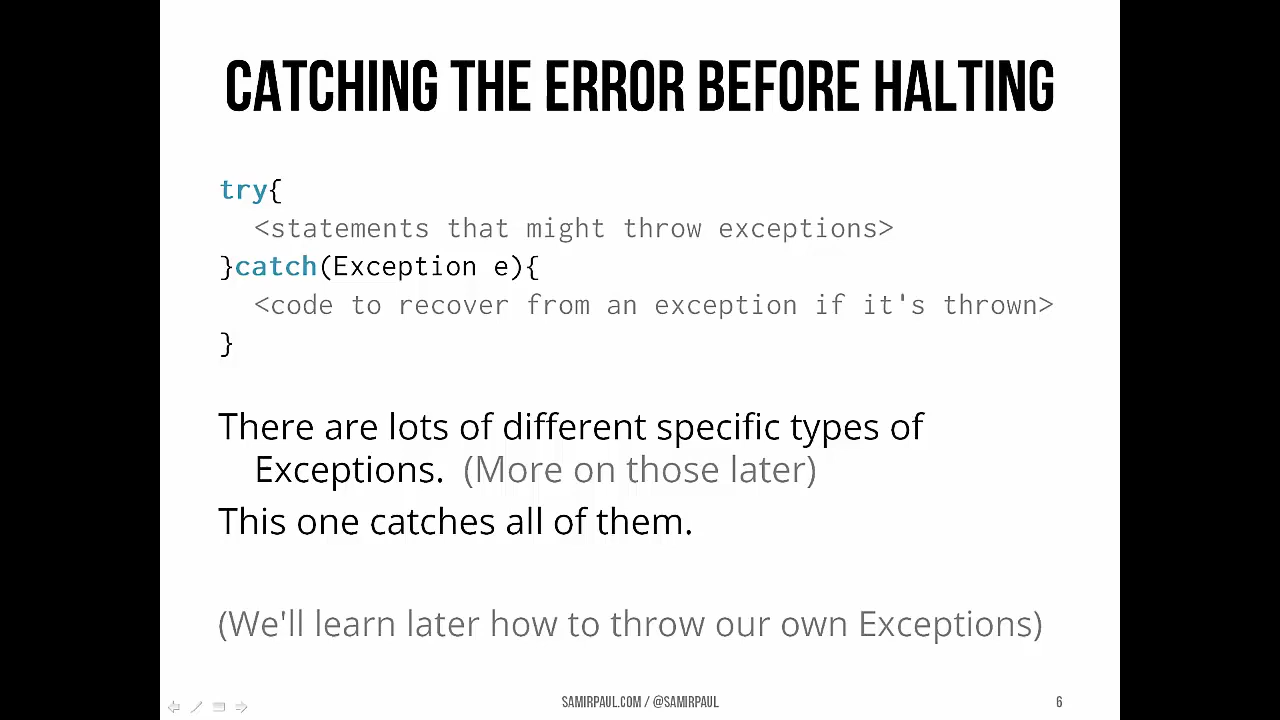 CATCHING THE ERROR BEFORE HALTING
try{
<statements that might throw exceptions>
}catch(Exception e){
<code to recover from an exception if it's thrown>
}
There are lots of different specific types of
Exceptions. (More on those later)
This one catches all of them.
(We'll learn later how to throw our own Exceptions)
SAMIRPAUL.COM / @SAMIRPAUL
6